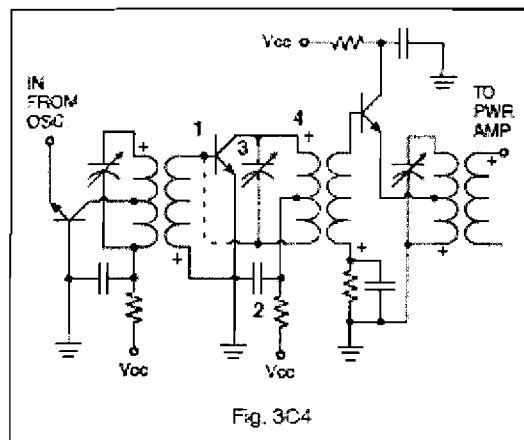 Vcc
IN
FROM
OSC
TO
PWR
AMP
1
3
4
+
+
+
+
+
+
2
Vcc
Vcc
Fig. 3C4